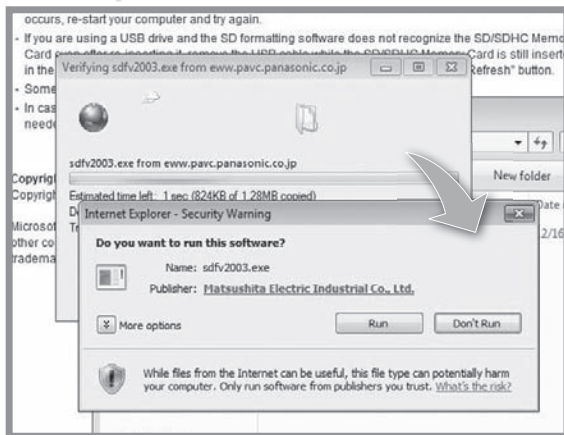 occurs, re-start your computer and try again.
- If you are using a USB drive and the SD formatting software does not recognize the SD/SDHC Memo
Card even after re-inserting it, remove the USB cable while the SD/SDHC Memory Card is still insert
in the
Refresh" button.
- Some
- In cas
neede
Verifying sdfv2003.exe from eww.pavc.panasonic.co.jp
sdfv2003.exe from eww.pavc.panasonic.co.jp
New folder
Copyrigl
Copyrigl
Estimated time left: 1 sec (824KB of 1.28MB copied)
Date
2/16
Microsof
other co
tradema
Internet Explorer - Security Warning
Do you want to run this software?
Name: sdfv2003.exe
Publisher: Matsushita Electric Industrial Co., Ltd.
More options
Run
Don't Run
While files from the Internet can be useful, this file type can potentially harm
your computer. Only run software from publishers you trust. What's the risk?